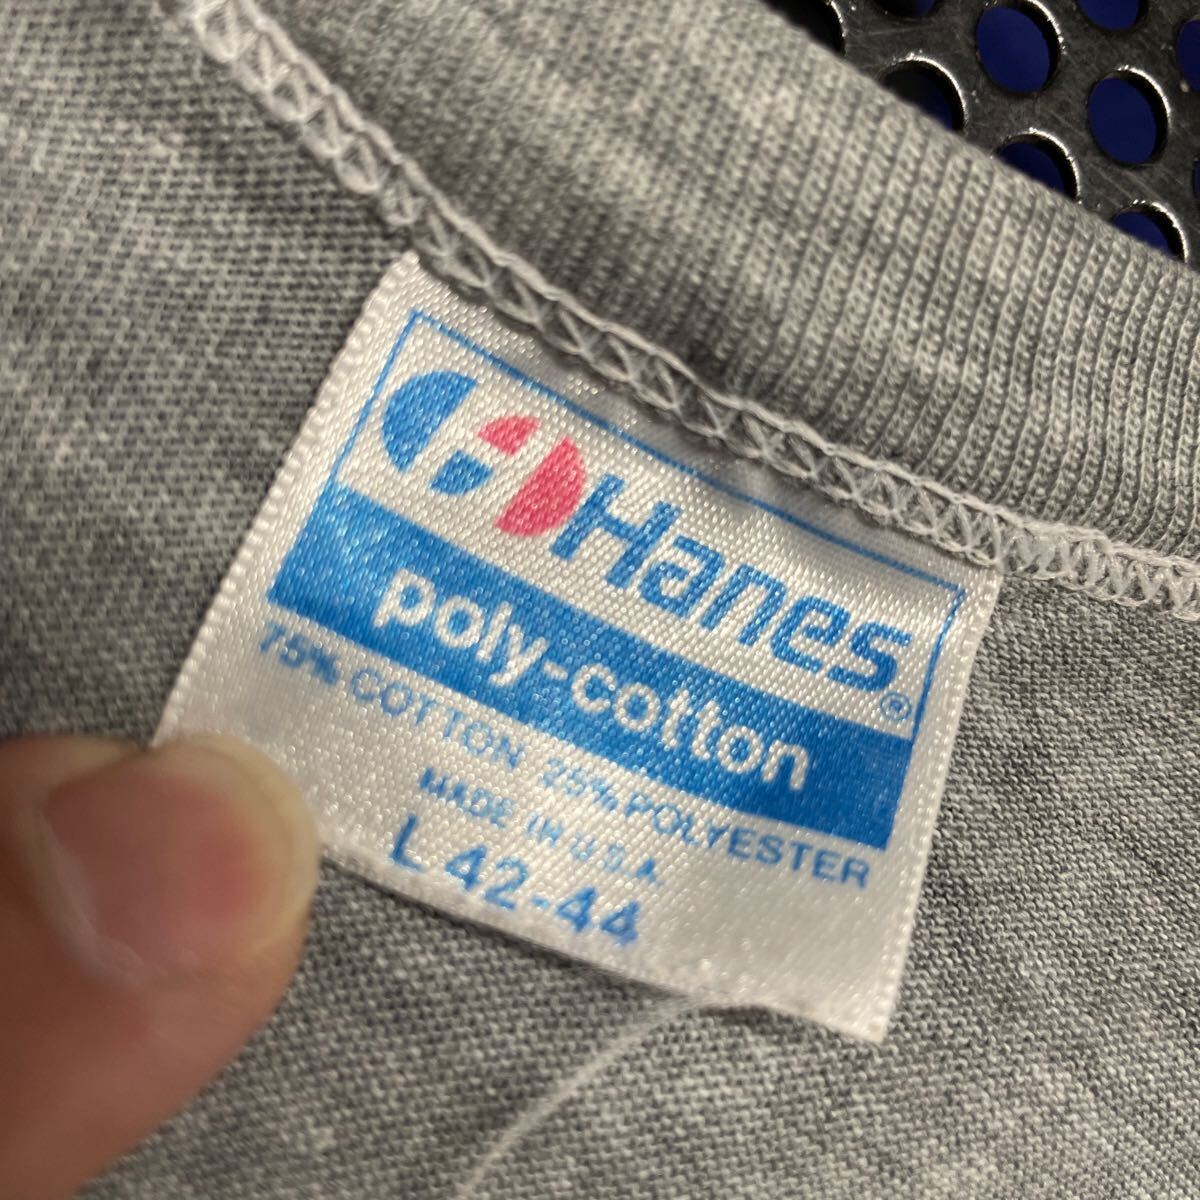 Hanes®
poly-cotton
75% COTTON 25% POLYESTER
MADE IN U.S.A.
L 42-44